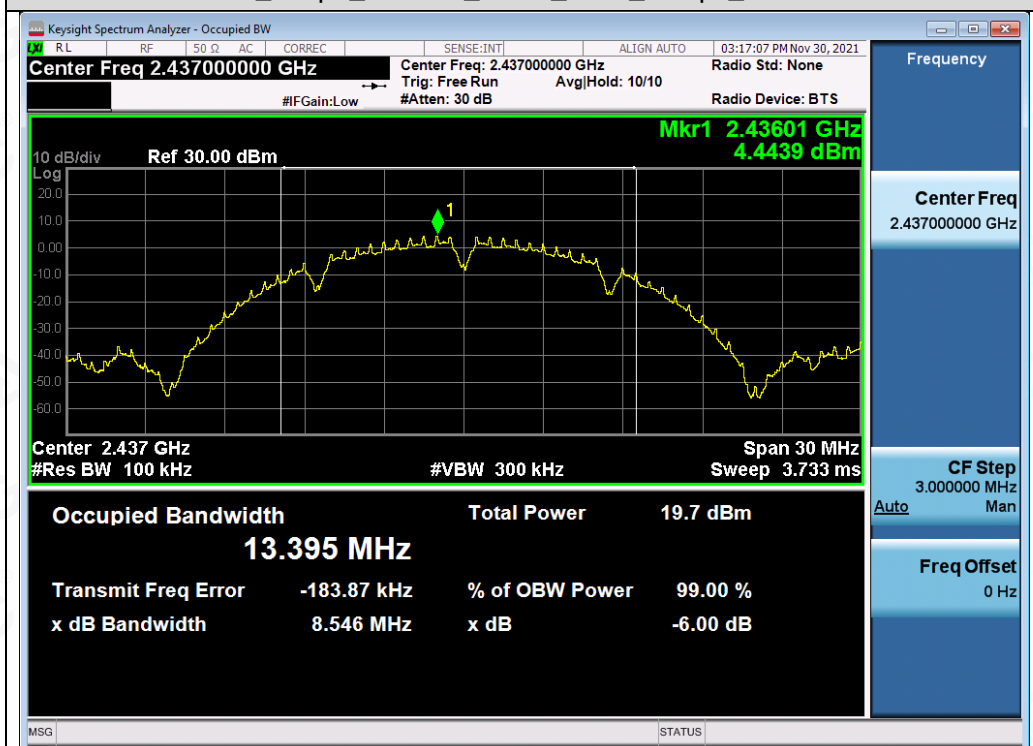 Keysight Spectrum Analyzer - Occupied BW
LXI RL RF 50 Ω AC CORREC SENSE:INT ALIGN AUTO 03:17:07 PM Nov 30, 2021
Center Freq 2.437000000 GHz Center Freq: 2.437000000 GHz Radio Std: None
Trig: Free Run Avg|Hold: 10/10
#IFGain:Low #Atten: 30 dB Radio Device: BTS
Frequency
Mkr1 2.43601 GHz
4.4439 dBm
10 dB/div Ref 30.00 dBm
Log
20.0
10.0
0.00
-10.0
-20.0
-30.0
-40.0
-50.0
-60.0
1
Center 2.437 GHz Span 30 MHz
#Res BW 100 kHz #VBW 300 kHz Sweep 3.733 ms
Occupied Bandwidth Total Power 19.7 dBm
13.395 MHz
Transmit Freq Error -183.87 kHz % of OBW Power 99.00 %
x dB Bandwidth 8.546 MHz x dB -6.00 dB
Center Freq
2.437000000 GHz
CF Step
3.000000 MHz
Auto Man
Freq Offset
0 Hz
MSG STATUS